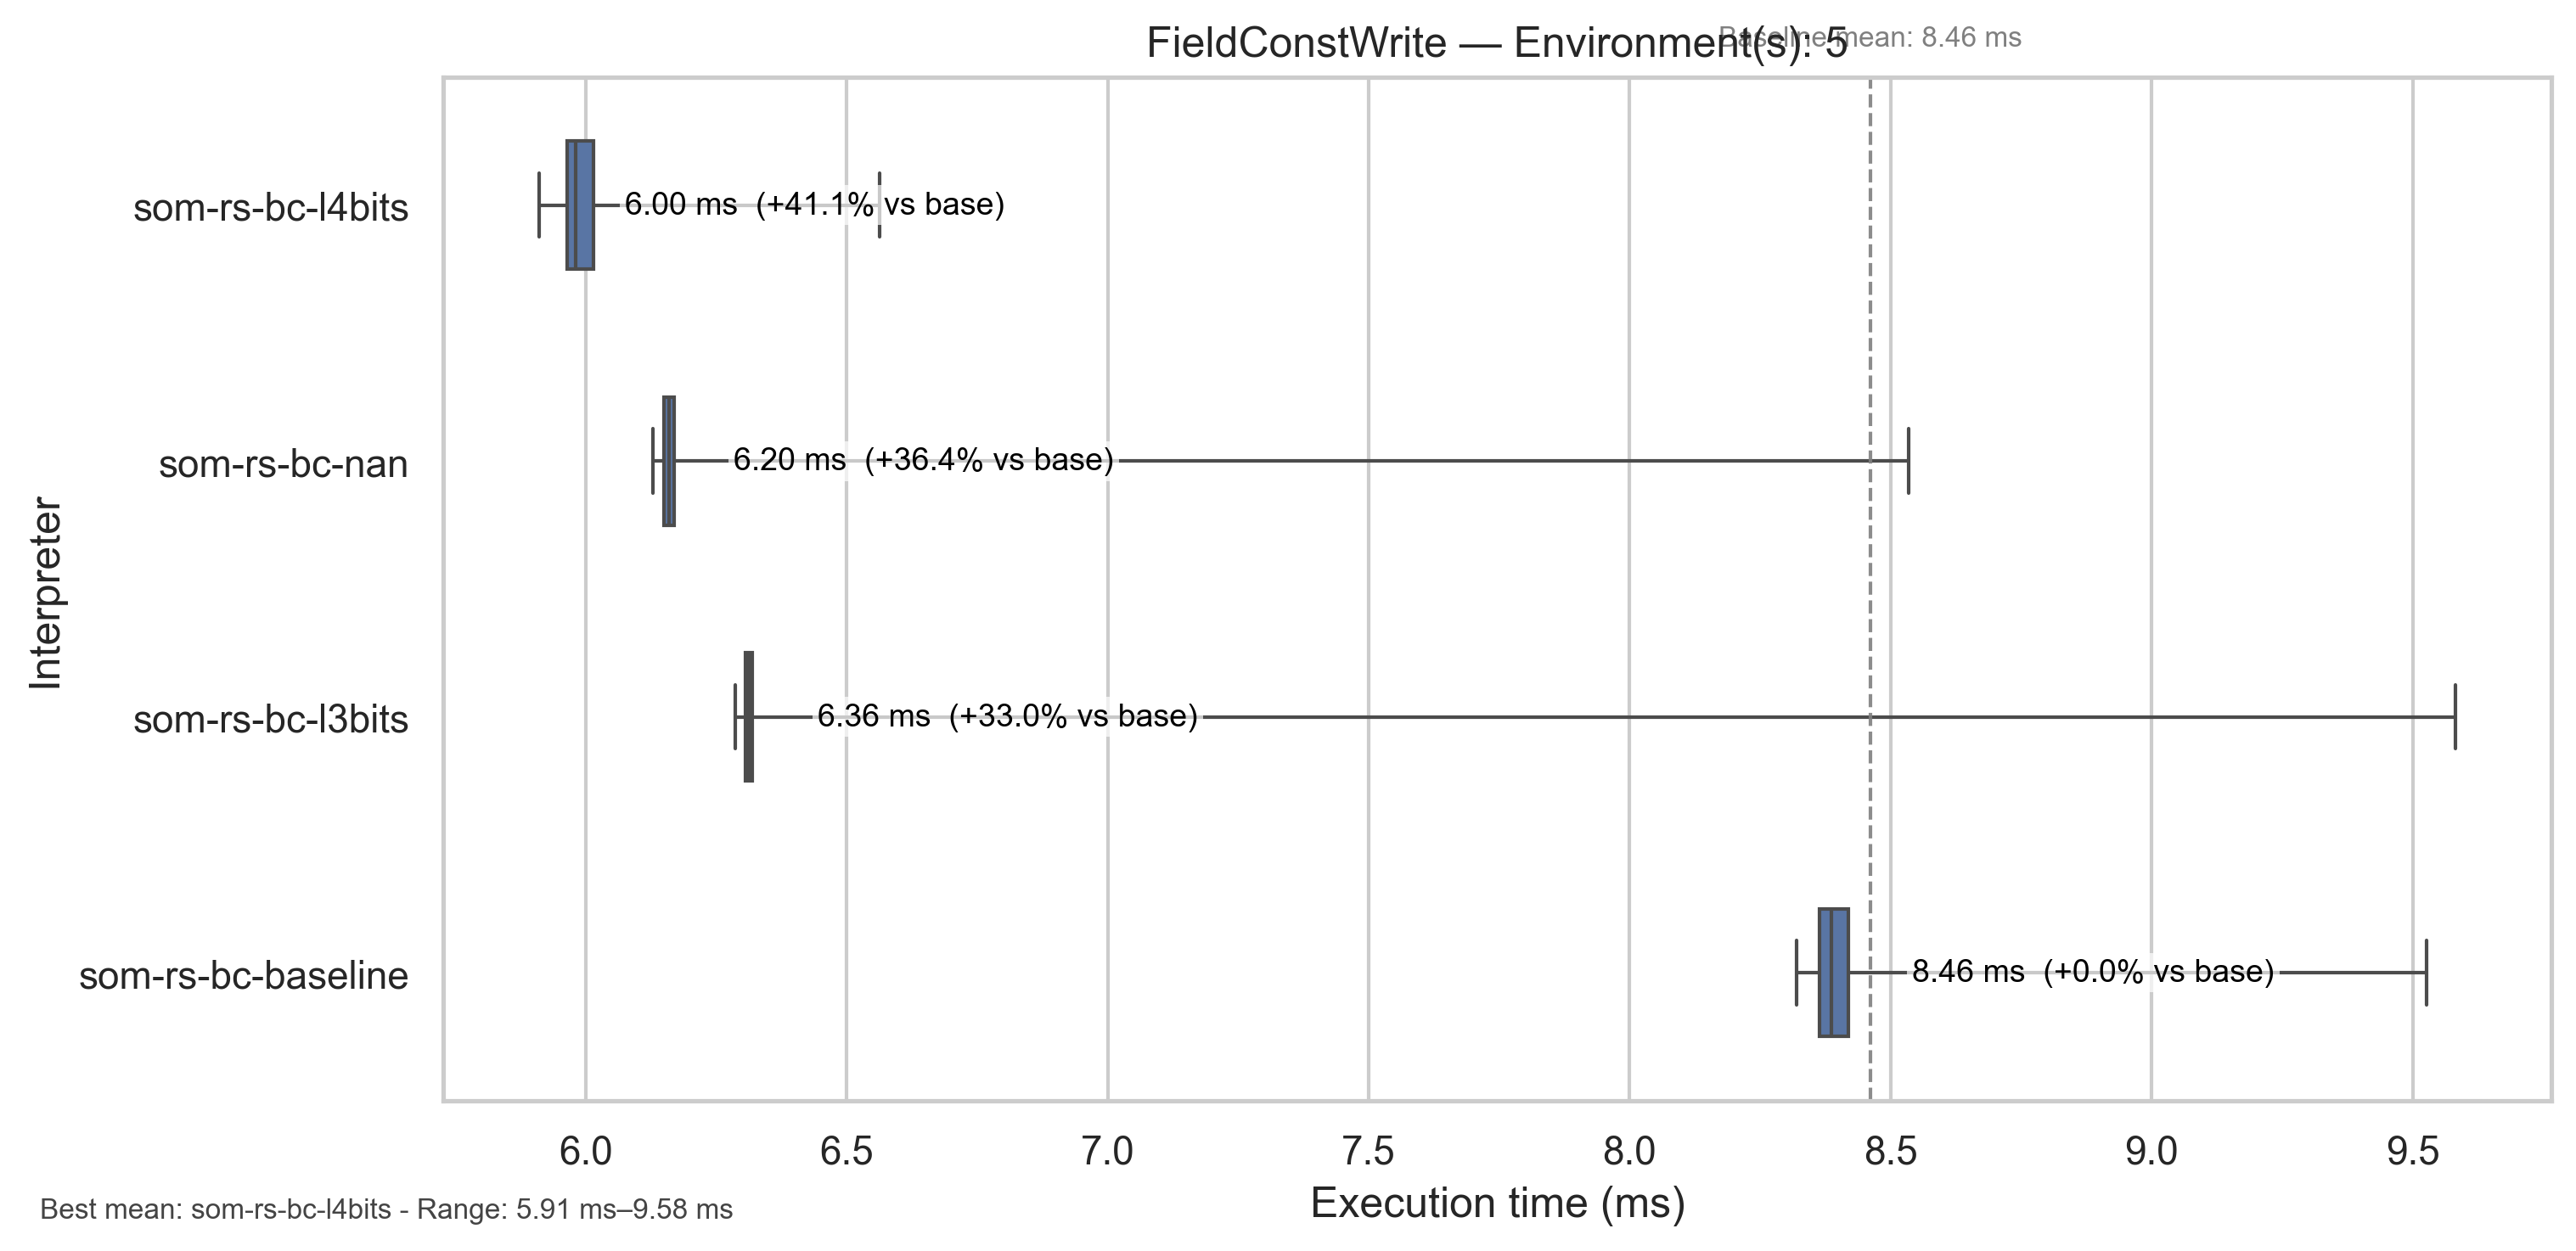 FieldConstWrite — Environment(s): 5
Baseline mean: 8.46 ms
Interpreter
som-rs-bc-l4bits
6.00 ms (+41.1% vs base)
som-rs-bc-nan
6.20 ms (+36.4% vs base)
som-rs-bc-l3bits
6.36 ms (+33.0% vs base)
som-rs-bc-baseline
8.46 ms (+0.0% vs base)
6.0 6.5 7.0 7.5 8.0 8.5 9.0 9.5
Execution time (ms)
Best mean: som-rs-bc-l4bits - Range: 5.91 ms–9.58 ms